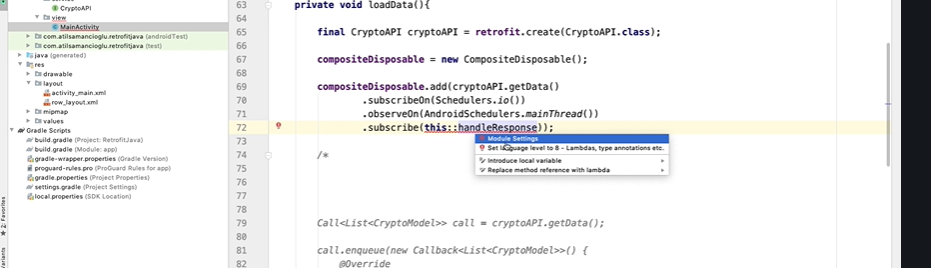 CryptoAPI
view
MainActivity
com.atilsamancioglu.retrofitjava (androidTest)
com.atilsamancioglu.retrofitjava (test)
java (generated)
res
drawable
layout
activity_main.xml
row_layout.xml
mipmap
values
Gradle Scripts
build.gradle (Project: RetrofitJava)
build.gradle (Module: app)
gradle-wrapper.properties (Gradle Version)
proguard-rules.pro (ProGuard Rules for app)
gradle.properties (Project Properties)
settings.gradle (Project Settings)
local.properties (SDK Location)
2: Favorites
63 private void loadData(){
64
65 final CryptoAPI cryptoAPI = retrofit.create(CryptoAPI.class);
66
67 compositeDisposable = new CompositeDisposable();
68
69 compositeDisposable.add(cryptoAPI.getData()
70 .subscribeOn(Schedulers.io())
71 .observeOn(AndroidSchedulers.mainThread())
72 .subscribe(this::handleResponse));
73
Module Settings
Set language level to 8 - Lambdas, type annotations etc.
Introduce local variable
Replace method reference with lambda
74
75 /*
76
77
78
79 Call<List<CryptoModel>> call = cryptoAPI.getData();
80
81 call.enqueue(new Callback<List<CryptoModel>>() {
82 @Override